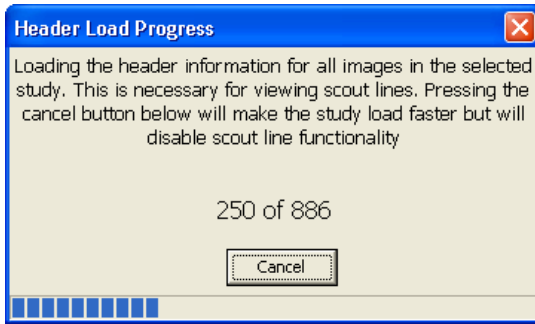 Header Load Progress
Loading the header information for all images in the selected
study. This is necessary for viewing scout lines. Pressing the
cancel button below will make the study load faster but will
disable scout line functionality
250 of 886
Cancel